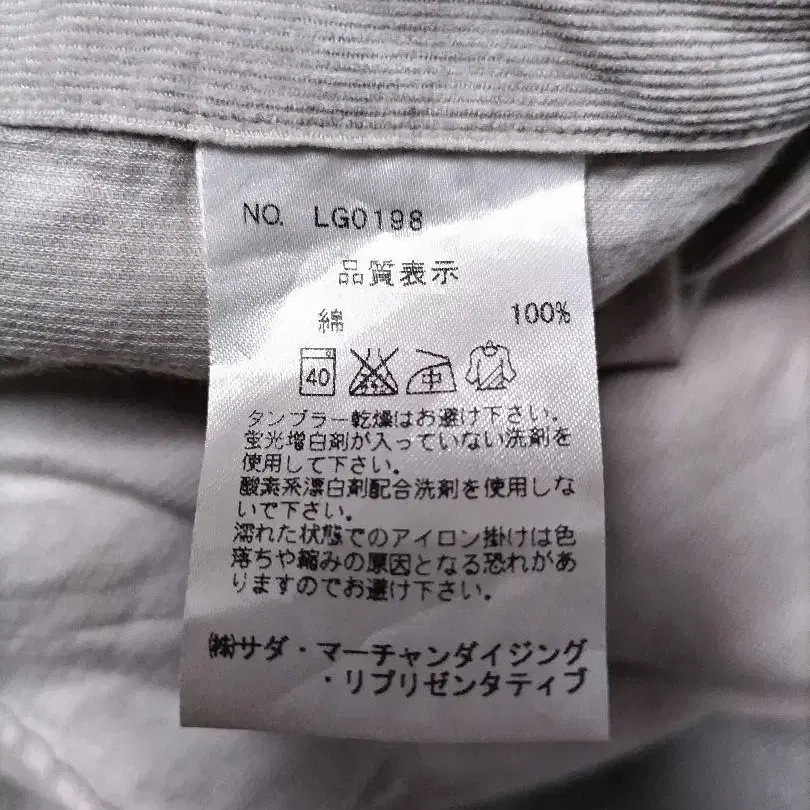 NO. LG0198
品質表示
綿 100%
40 中
タンブラー乾燥はお避け下さい.
蛍光増白剤が入っていない洗剤を
使用して下さい。
酸素系漂白剤配合洗剤を使用しな
いで下さい。
濡れた状態でのアイロン掛けは色
落ちや縮みの原因となる恐れがあ
りますのでお避け下さい。
㈱サダ・マーチャンダイジング
・リプリゼンタティブ